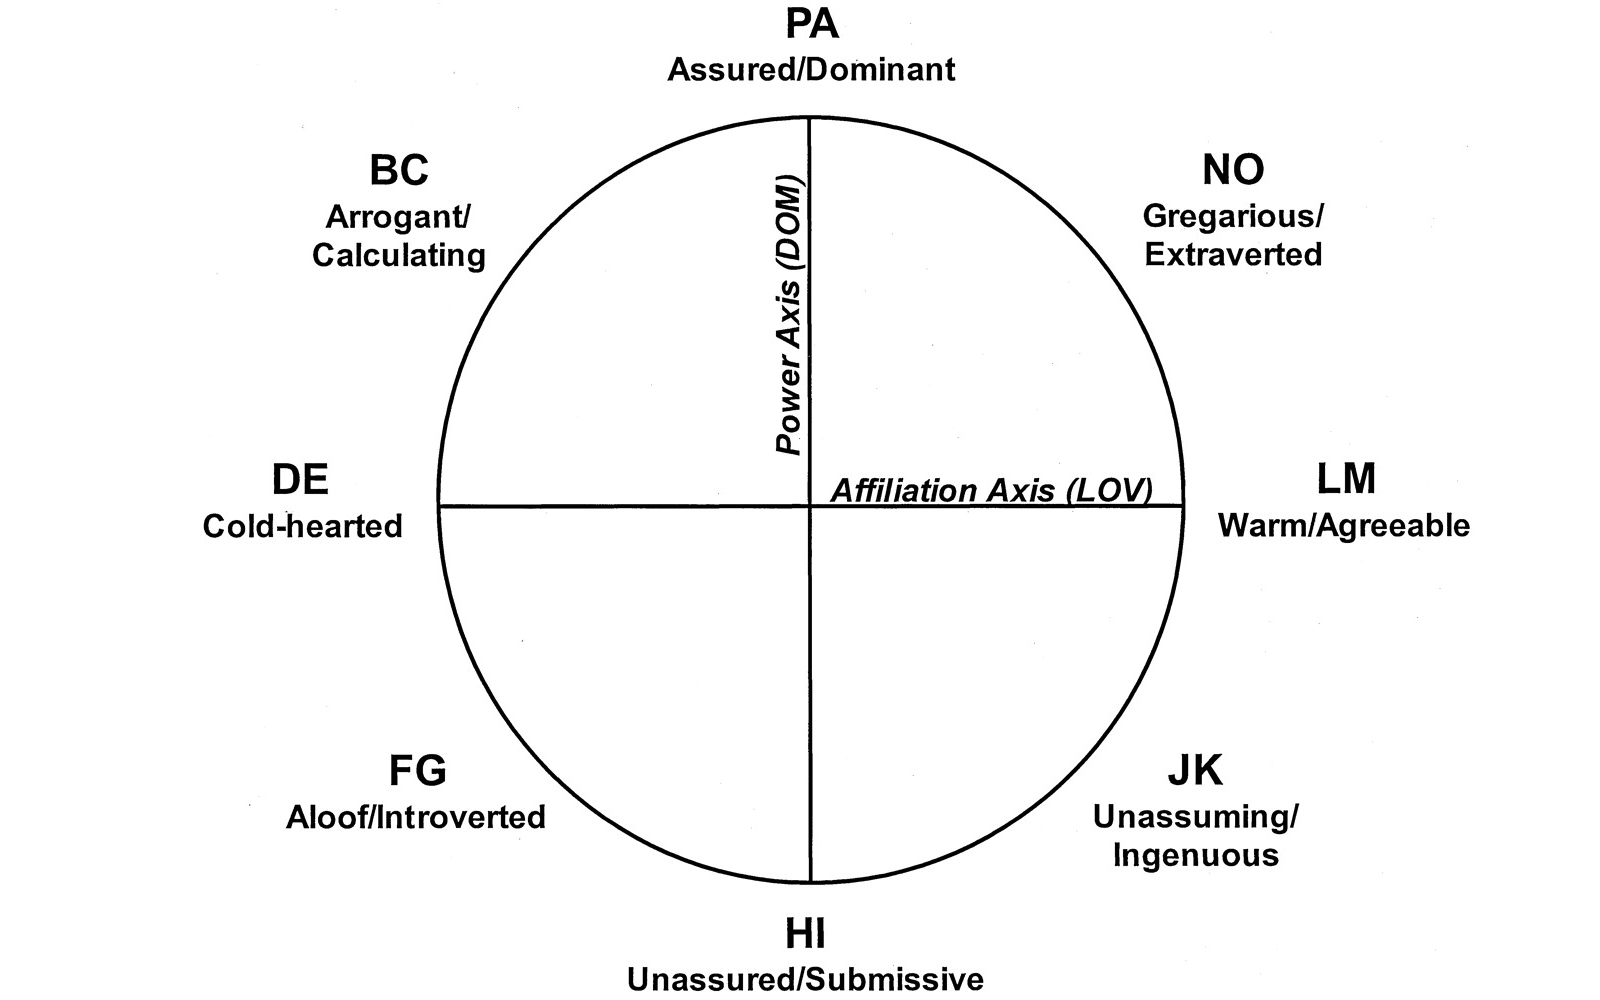 PA
Assured/Dominant
BC
Arrogant/
Calculating
NO
Gregarious/
Extraverted
Power Axis (DOM)
Affiliation Axis (LOV)
DE
Cold-hearted
LM
Warm/Agreeable
FG
Aloof/Introverted
JK
Unassuming/
Ingenuous
HI
Unassured/Submissive